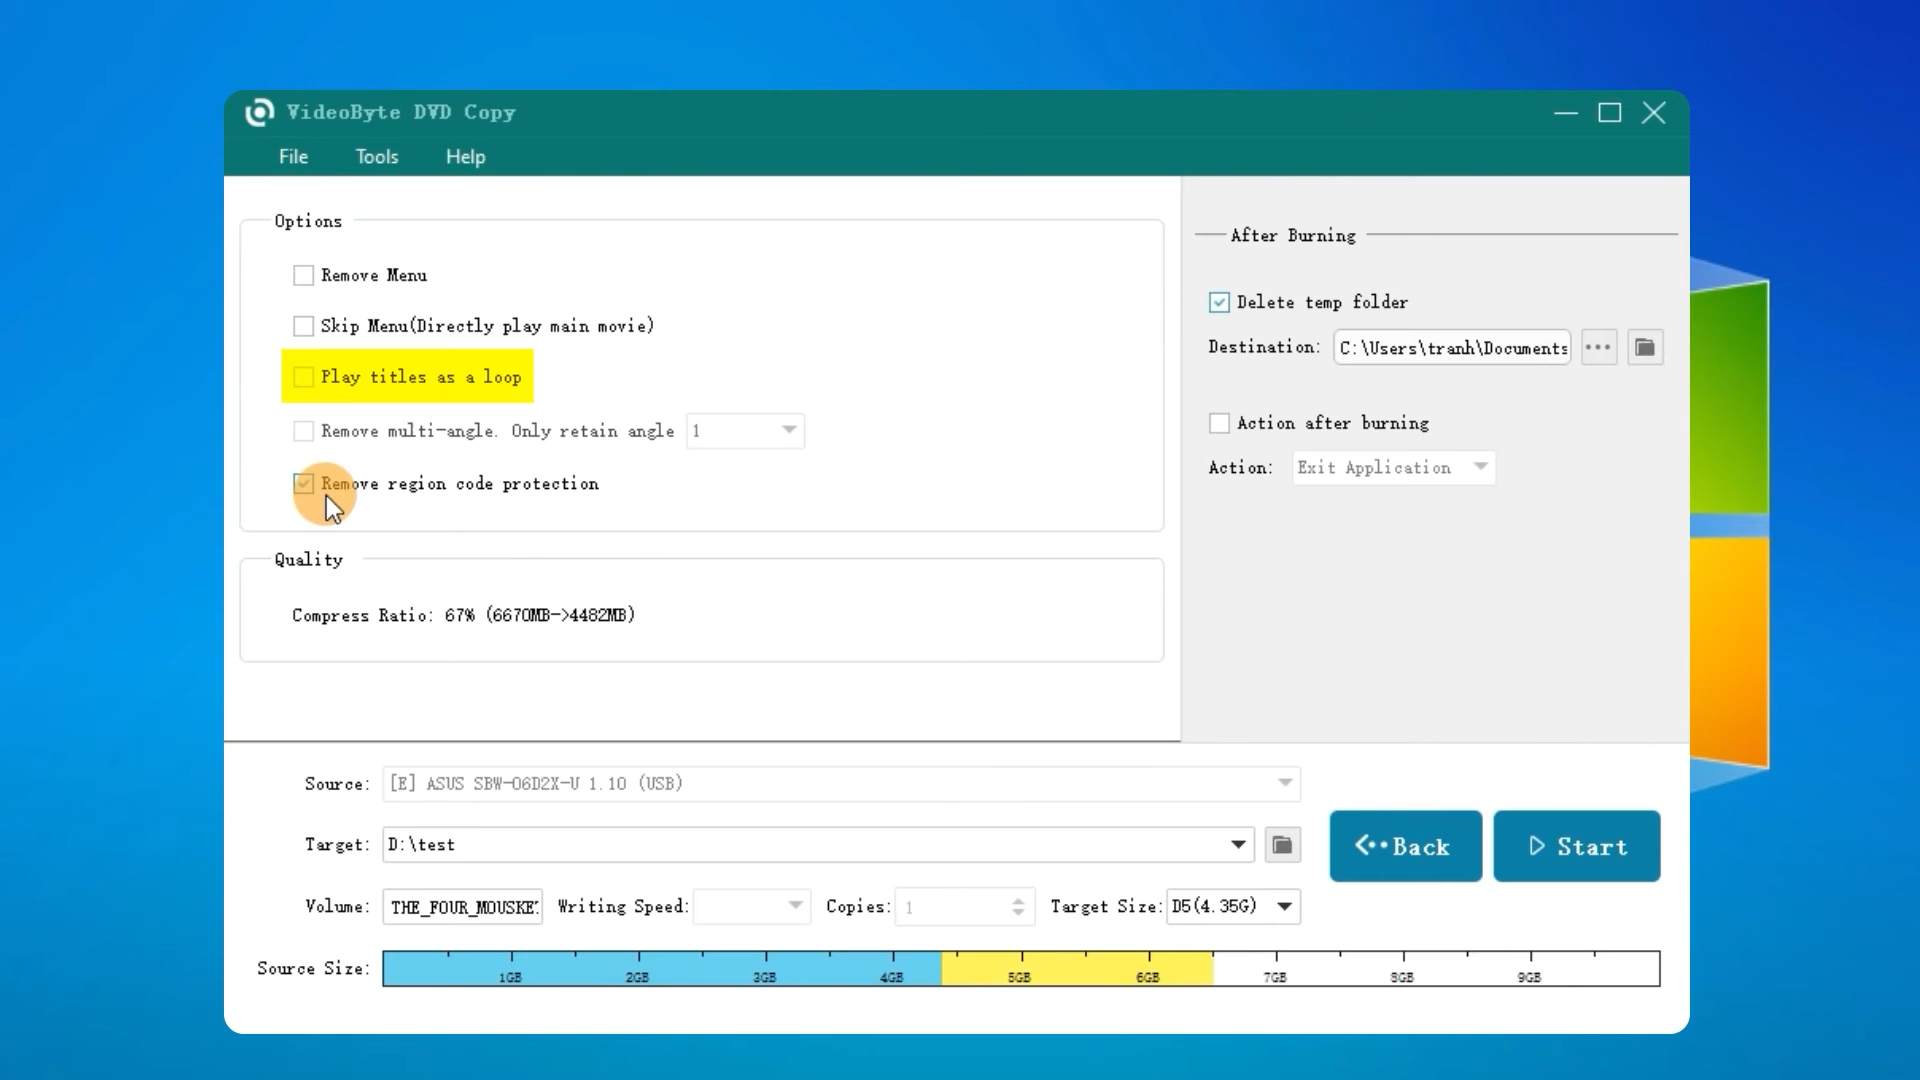 VideoByte DVD Copy
File Tools Help
Options
Remove Menu
Skip Menu(Directly play main movie)
Play titles as a loop
Remove multi-angle. Only retain angle 1
Remove region code protection
Quality
Compress Ratio: 67% (6670MB->4482MB)
After Burning
Delete temp folder
Destination: C:\Users\tranh\Documents
Action after burning
Action: Exit Application
Source: [E] ASUS SBW-06D2X-U 1.10 (USB)
Target: D:\test
Back Start
Volume: THE_FOUR_MOUSKE Writing Speed: Copies: 1 Target Size: D5(4.35G)
Source Size: 1GB 2GB 3GB 4GB 5GB 6GB 7GB 8GB 9GB